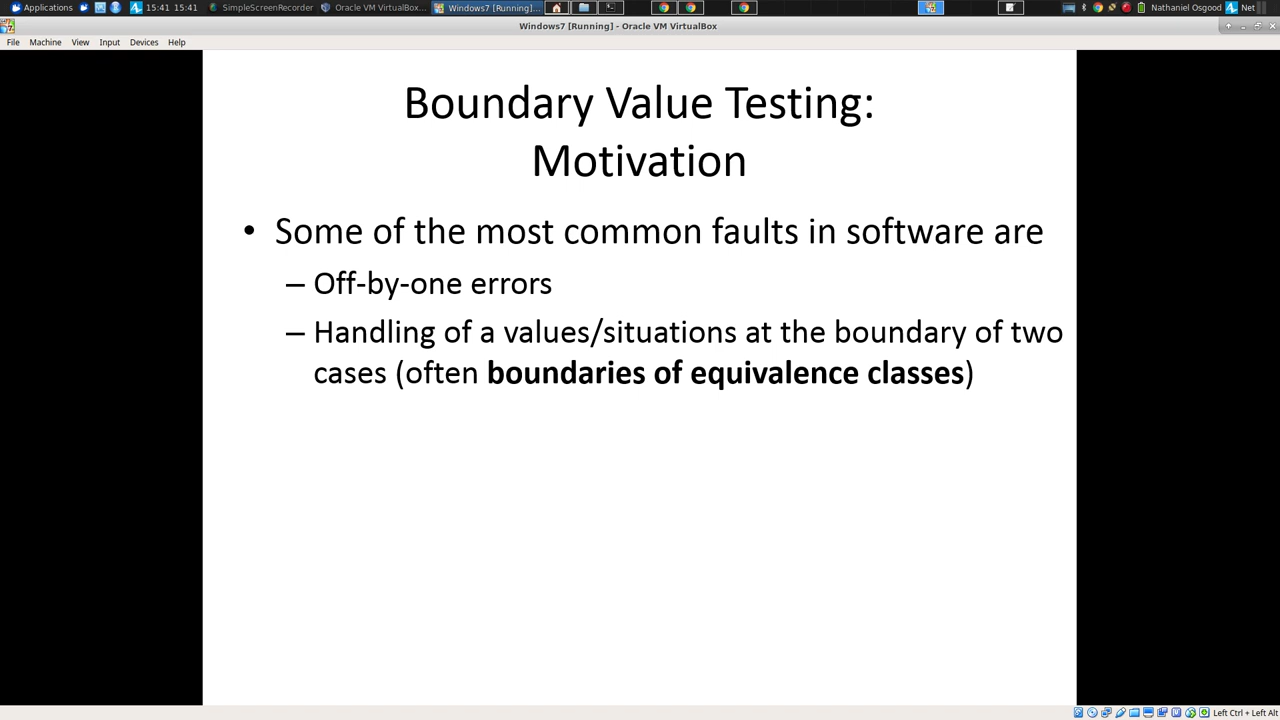 Applications 15:41 15:41 SimpleScreenRecorder Oracle VM VirtualBox... Windows7 [Running]... Nathaniel Osgood Net
Windows7 [Running] - Oracle VM VirtualBox
File Machine View Input Devices Help
Boundary Value Testing:
Motivation
• Some of the most common faults in software are
– Off-by-one errors
– Handling of a values/situations at the boundary of two
cases (often boundaries of equivalence classes)
Left Ctrl + Left Alt